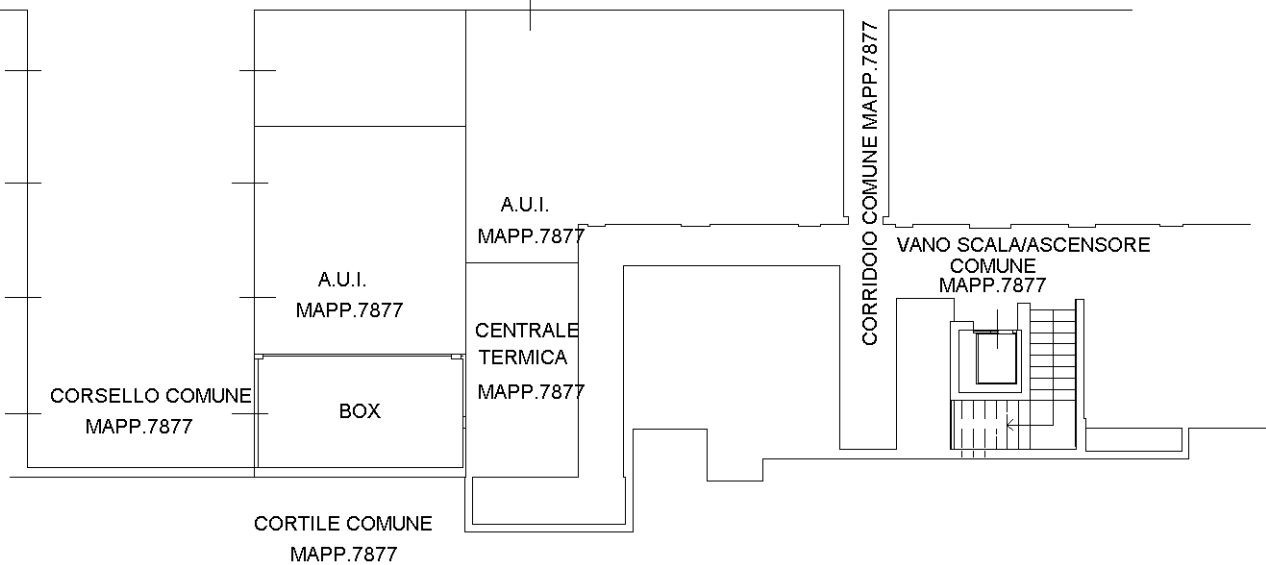 CORRIDOIO COMUNE MAPP.7877
A.U.I.
MAPP.7877
VANO SCALA/ASCENSORE
COMUNE
MAPP.7877
A.U.I.
MAPP.7877
CENTRALE
TERMICA
MAPP.7877
CORSELLO COMUNE
MAPP.7877
BOX
CORTILE COMUNE
MAPP.7877